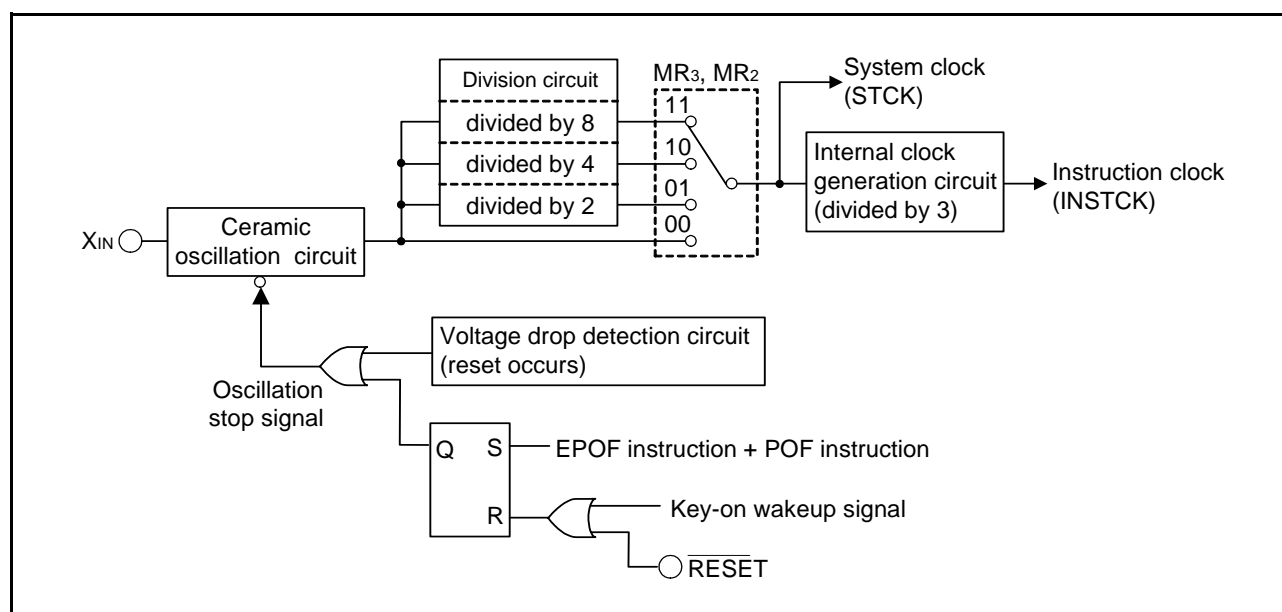 Division circuit
divided by 8
divided by 4
divided by 2
MR3, MR2
11
10
01
00
System clock
(STCK)
Internal clock
generation circuit
(divided by 3)
Instruction clock
(INSTCK)
XIN
Ceramic
oscillation circuit
Voltage drop detection circuit
(reset occurs)
Oscillation
stop signal
Q
S
R
EPOF instruction + POF instruction
Key-on wakeup signal
RESET